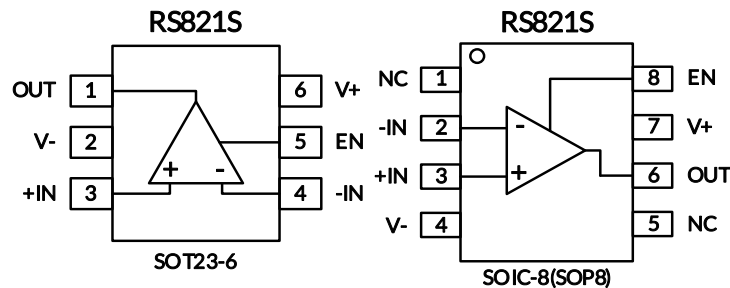 RS821S
OUT 1
6 V+
V- 2
5 EN
+IN 3
4 -IN
+ -
SOT23-6
RS821S
NC 1
8 EN
-IN 2
7 V+
+IN 3
6 OUT
V- 4
5 NC
-
+
SOIC-8(SOP8)